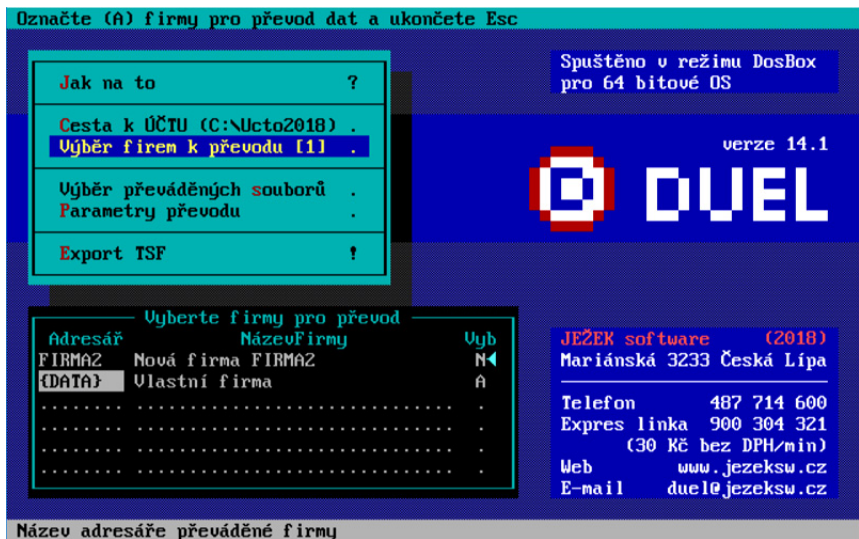 Označte (A) firmy pro převod dat a ukončete Esc
Jak na to ?
Cesta k ÚČTU (C:\Ucto2018) .
Výběr firem k převodu [1] .
Výběr převáděných souborů .
Parametry převodu .
Export TSF !
Spuštěno v režimu DosBox
pro 64 bitové OS
verze 14.1
DUEL
Vyberte firmy pro převod
Adresář NázevFirmy Vyb
FIRMA2 Nová firma FIRMA2 N
{DATA} Vlastní firma A
........ ............................... .
........ ............................... .
........ ............................... .
........ ............................... .
JEŽEK software (2018)
Mariánská 3233 Česká Lípa
Telefon 487 714 600
Expres linka 900 304 321
(30 Kč bez DPH/min)
Web www.jezeksw.cz
E-mail duel@jezeksw.cz
Název adresáře převáděné firmy